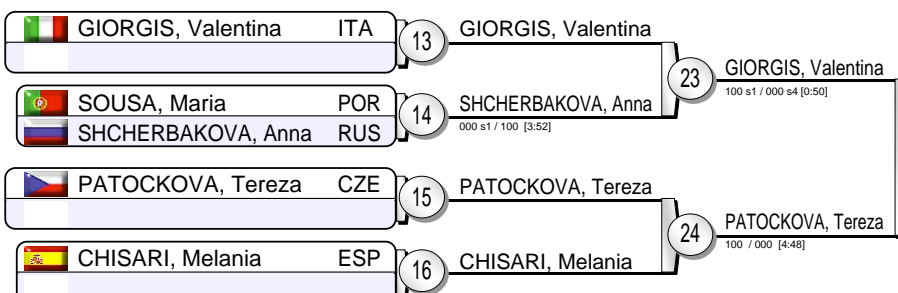 GIORGIS, Valentina ITA
13
GIORGIS, Valentina
SOUSA, Maria POR
SHCHERBAKOVA, Anna RUS
14
SHCHERBAKOVA, Anna
000 s1 / 100 [3:52]
23
GIORGIS, Valentina
100 s1 / 000 s4 [0:50]
PATOCKOVA, Tereza CZE
15
PATOCKOVA, Tereza
CHISARI, Melania ESP
16
CHISARI, Melania
24
PATOCKOVA, Tereza
100 / 000 [4:48]